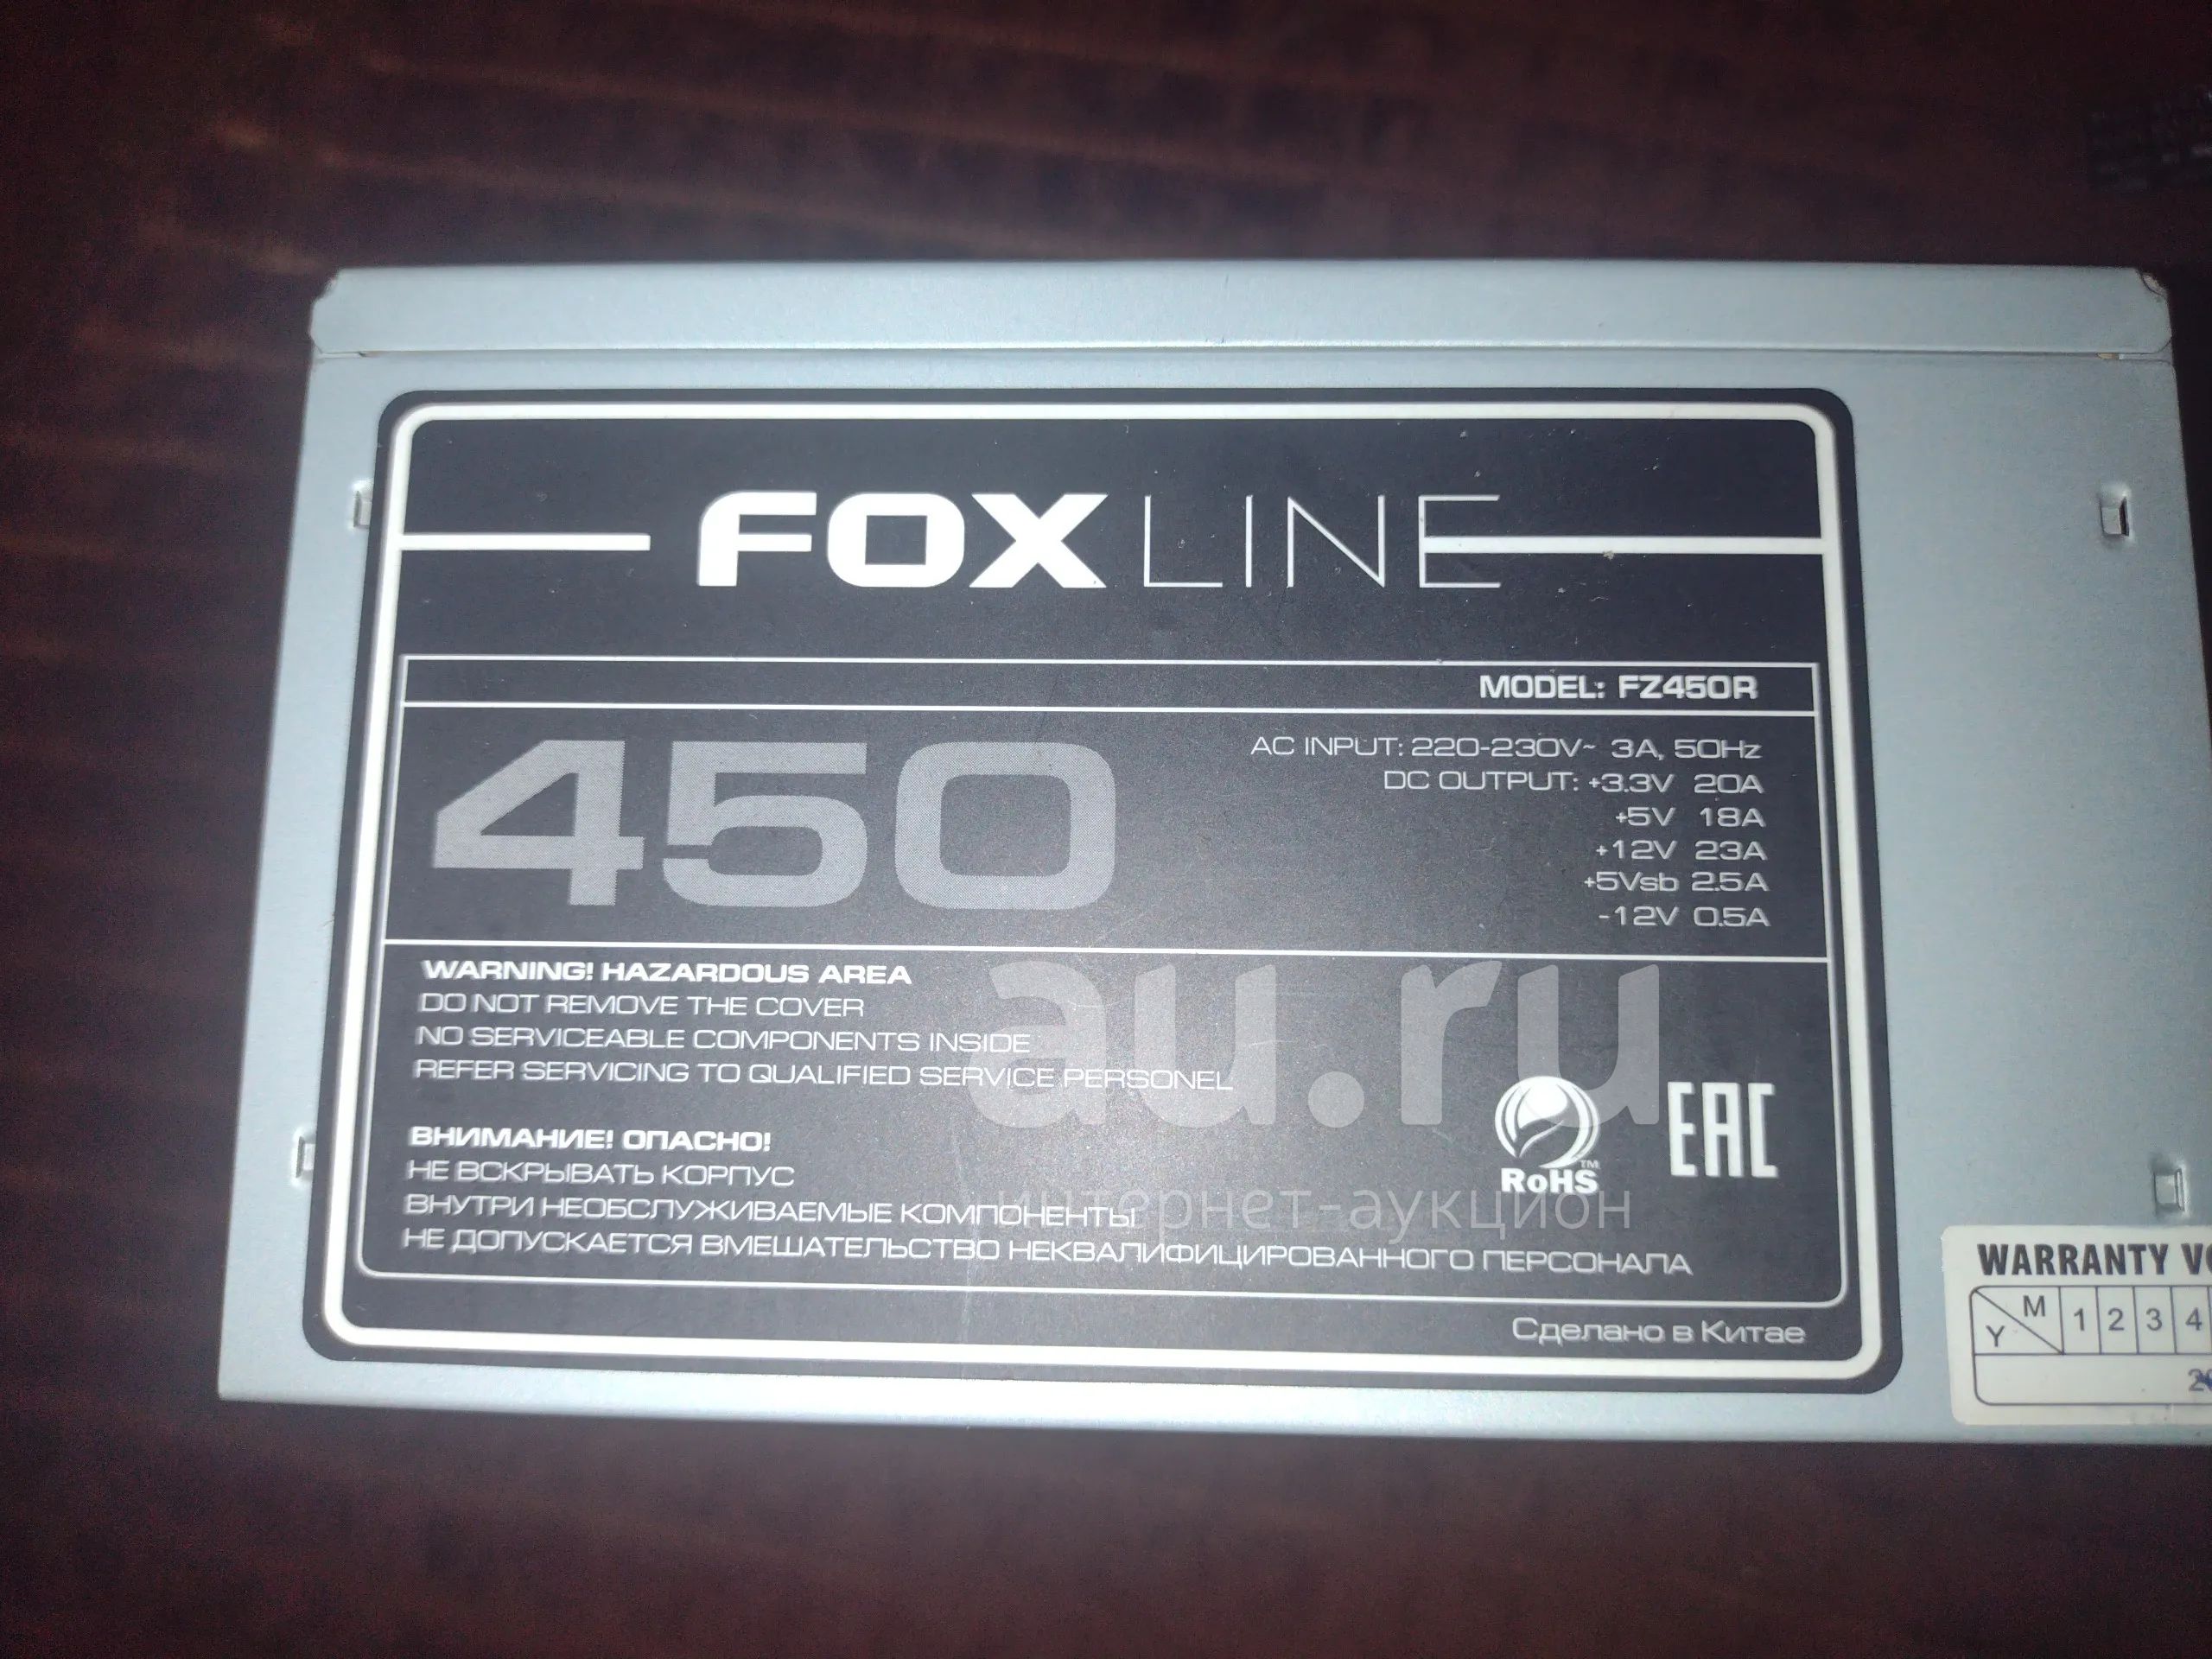 FOXLINE
MODEL: FZ450R
450
AC INPUT: 220-230V~ 3A, 50Hz
DC OUTPUT: +3.3V 20A
+5V 18A
+12V 23A
+5Vsb 2.5A
-12V 0.5A
WARNING! HAZARDOUS AREA
DO NOT REMOVE THE COVER
NO SERVICEABLE COMPONENTS INSIDE
REFER SERVICING TO QUALIFIED SERVICE PERSONEL
au.ru
интернет-аукцион
ВНИМАНИЕ! ОПАСНО!
НЕ ВСКРЫВАТЬ КОРПУС
ВНУТРИ НЕОБСЛУЖИВАЕМЫЕ КОМПОНЕНТЫ
НЕ ДОПУСКАЕТСЯ ВМЕШАТЕЛЬСТВО НЕКВАЛИФИЦИРОВАННОГО ПЕРСОНАЛА
RoHS™
EAC
Сделано в Китае
WARRANTY
M
Y
1 2 3 4